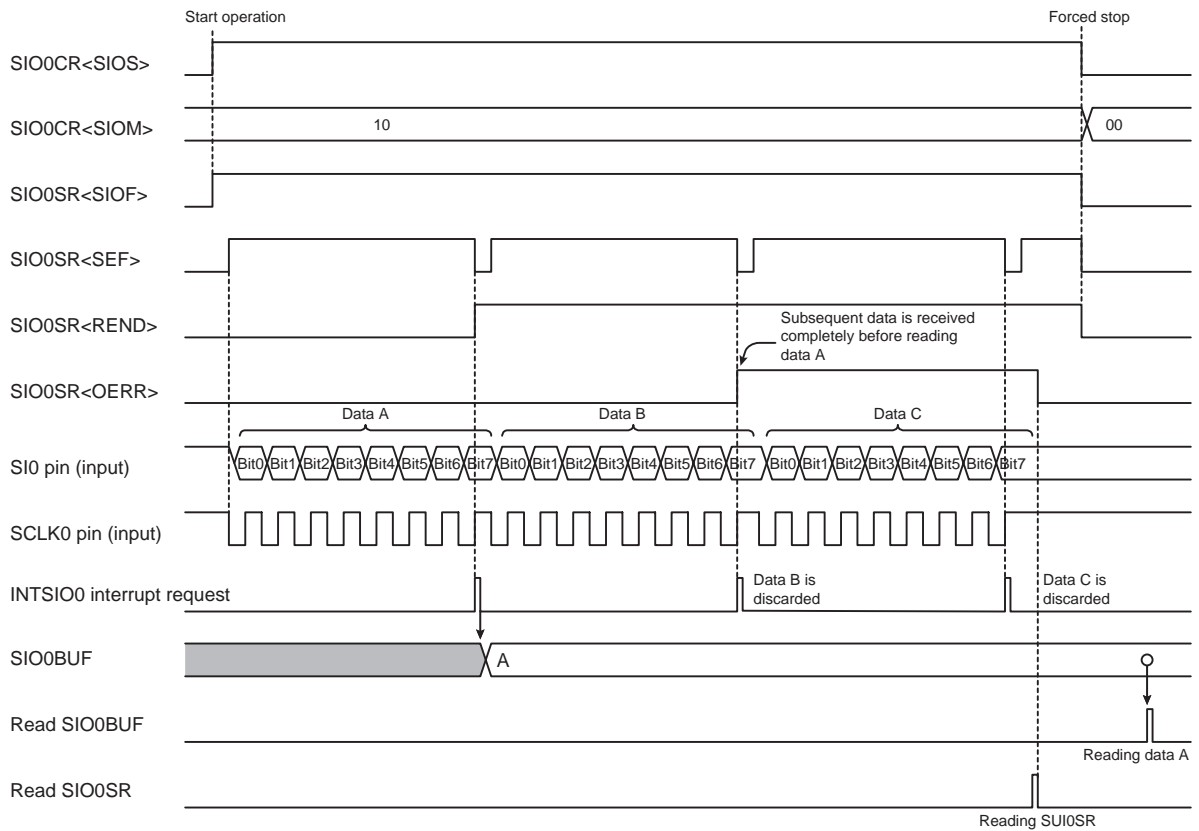 Start operation
Forced stop
SIO0CR<SIOS>
SIO0CR<SIOM>
10
00
SIO0SR<SIOF>
SIO0SR<SEF>
SIO0SR<REND>
Subsequent data is received
completely before reading
data A
SIO0SR<OERR>
Data A
Data B
Data C
SI0 pin (input)
Bit0 Bit1 Bit2 Bit3 Bit4 Bit5 Bit6 Bit7 Bit0 Bit1 Bit2 Bit3 Bit4 Bit5 Bit6 Bit7 Bit0 Bit1 Bit2 Bit3 Bit4 Bit5 Bit6 Bit7
SCLK0 pin (input)
INTSIO0 interrupt request
Data B is
discarded
Data C is
discarded
SIO0BUF
A
Read SIO0BUF
Reading data A
Read SIO0SR
Reading SUI0SR